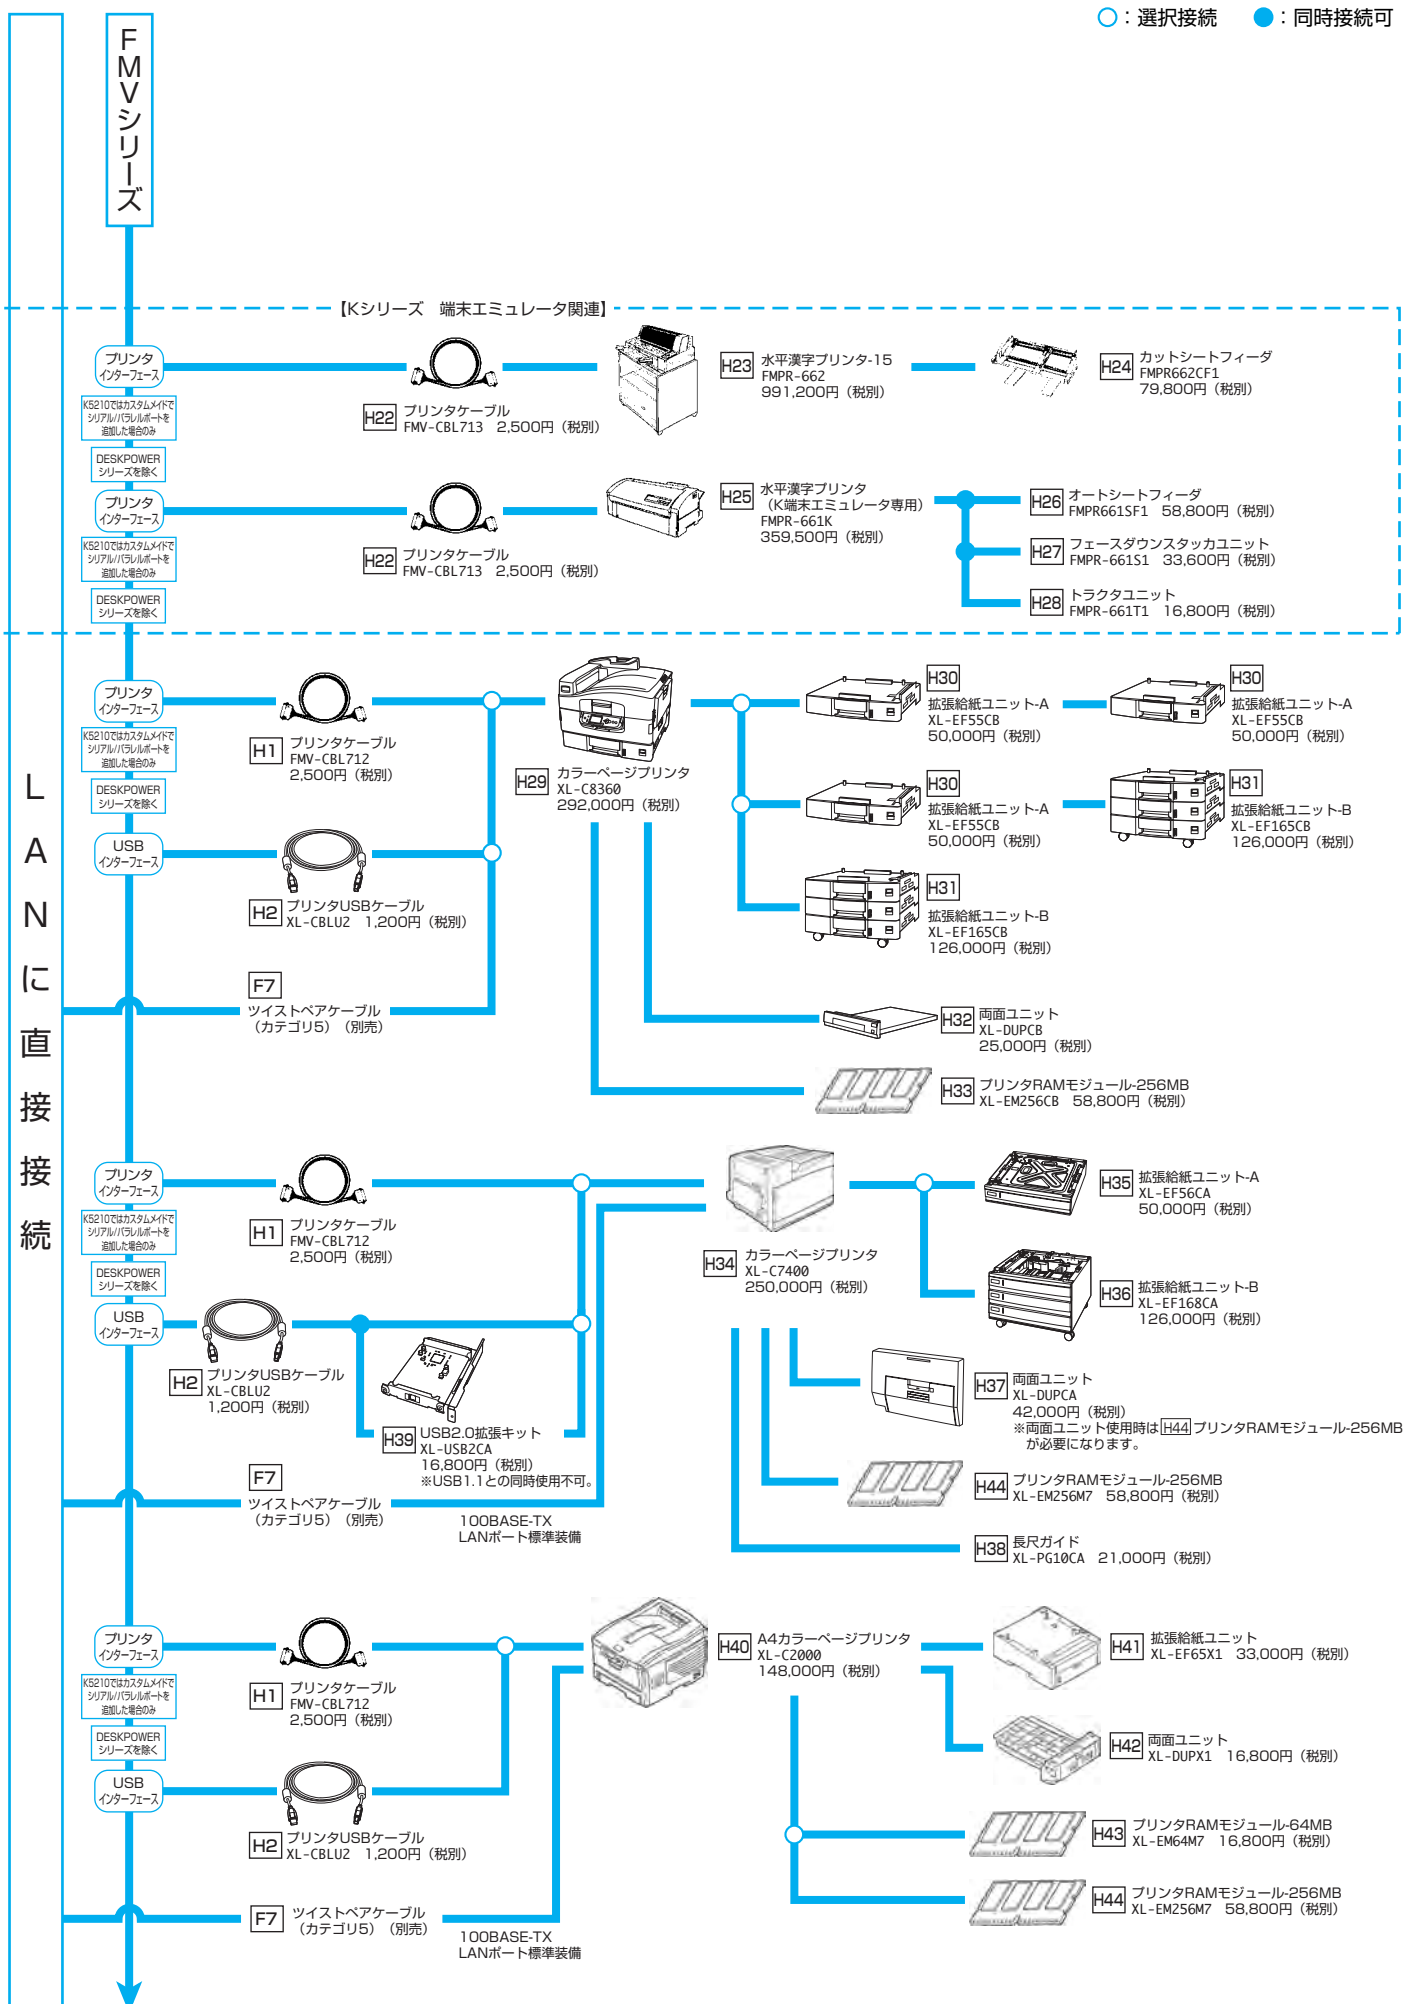 ○：選択接続　●：同時接続可
FMVシリーズ
LANに直接接続
【Kシリーズ　端末エミュレータ関連】
プリンタ
インターフェース
K5210ではカスタムメイドで
シリアル/パラレルポートを
追加した場合のみ
DESKPOWER
シリーズを除く
H22 プリンタケーブル
FMV-CBL713　2,500円（税別）
H23 水平漢字プリンタ-15
FMPR-662
991,200円（税別）
H24 カットシートフィーダ
FMPR662CF1
79,800円（税別）
プリンタ
インターフェース
K5210ではカスタムメイドで
シリアル/パラレルポートを
追加した場合のみ
DESKPOWER
シリーズを除く
H22 プリンタケーブル
FMV-CBL713　2,500円（税別）
H25 水平漢字プリンタ
（K端末エミュレータ専用）
FMPR-661K
359,500円（税別）
H26 オートシートフィーダ
FMPR661SF1　58,800円（税別）
H27 フェースダウンスタッカユニット
FMPR-661S1　33,600円（税別）
H28 トラクタユニット
FMPR-661T1　16,800円（税別）
プリンタ
インターフェース
K5210ではカスタムメイドで
シリアル/パラレルポートを
追加した場合のみ
DESKPOWER
シリーズを除く
USB
インターフェース
H1 プリンタケーブル
FMV-CBL712
2,500円（税別）
H2 プリンタUSBケーブル
XL-CBLU2　1,200円（税別）
F7
ツイストペアケーブル
（カテゴリ5）（別売）
H29 カラーページプリンタ
XL-C8360
292,000円（税別）
H30
拡張給紙ユニット-A
XL-EF55CB
50,000円（税別）
H30
拡張給紙ユニット-A
XL-EF55CB
50,000円（税別）
H30
拡張給紙ユニット-A
XL-EF55CB
50,000円（税別）
H31
拡張給紙ユニット-B
XL-EF165CB
126,000円（税別）
H31
拡張給紙ユニット-B
XL-EF165CB
126,000円（税別）
H32 両面ユニット
XL-DUPCB
25,000円（税別）
H33 プリンタRAMモジュール-256MB
XL-EM256CB　58,800円（税別）
プリンタ
インターフェース
K5210ではカスタムメイドで
シリアル/パラレルポートを
追加した場合のみ
DESKPOWER
シリーズを除く
USB
インターフェース
H1 プリンタケーブル
FMV-CBL712
2,500円（税別）
H2 プリンタUSBケーブル
XL-CBLU2
1,200円（税別）
H39 USB2.0拡張キット
XL-USB2CA
16,800円（税別）
※USB1.1との同時使用不可。
F7
ツイストペアケーブル
（カテゴリ5）（別売）
100BASE-TX
LANポート標準装備
H34 カラーページプリンタ
XL-C7400
250,000円（税別）
H35 拡張給紙ユニット-A
XL-EF56CA
50,000円（税別）
H36 拡張給紙ユニット-B
XL-EF168CA
126,000円（税別）
H37 両面ユニット
XL-DUPCA
42,000円（税別）
※両面ユニット使用時はH44プリンタRAMモジュール-256MB
が必要になります。
H44 プリンタRAMモジュール-256MB
XL-EM256M7　58,800円（税別）
H38 長尺ガイド
XL-PG10CA　21,000円（税別）
プリンタ
インターフェース
K5210ではカスタムメイドで
シリアル/パラレルポートを
追加した場合のみ
DESKPOWER
シリーズを除く
USB
インターフェース
H1 プリンタケーブル
FMV-CBL712
2,500円（税別）
H2 プリンタUSBケーブル
XL-CBLU2　1,200円（税別）
F7 ツイストペアケーブル
（カテゴリ5）（別売）
100BASE-TX
LANポート標準装備
H40 A4カラーページプリンタ
XL-C2000
148,000円（税別）
H41 拡張給紙ユニット
XL-EF65X1　33,000円（税別）
H42 両面ユニット
XL-DUPX1　16,800円（税別）
H43 プリンタRAMモジュール-64MB
XL-EM64M7　16,800円（税別）
H44 プリンタRAMモジュール-256MB
XL-EM256M7　58,800円（税別）